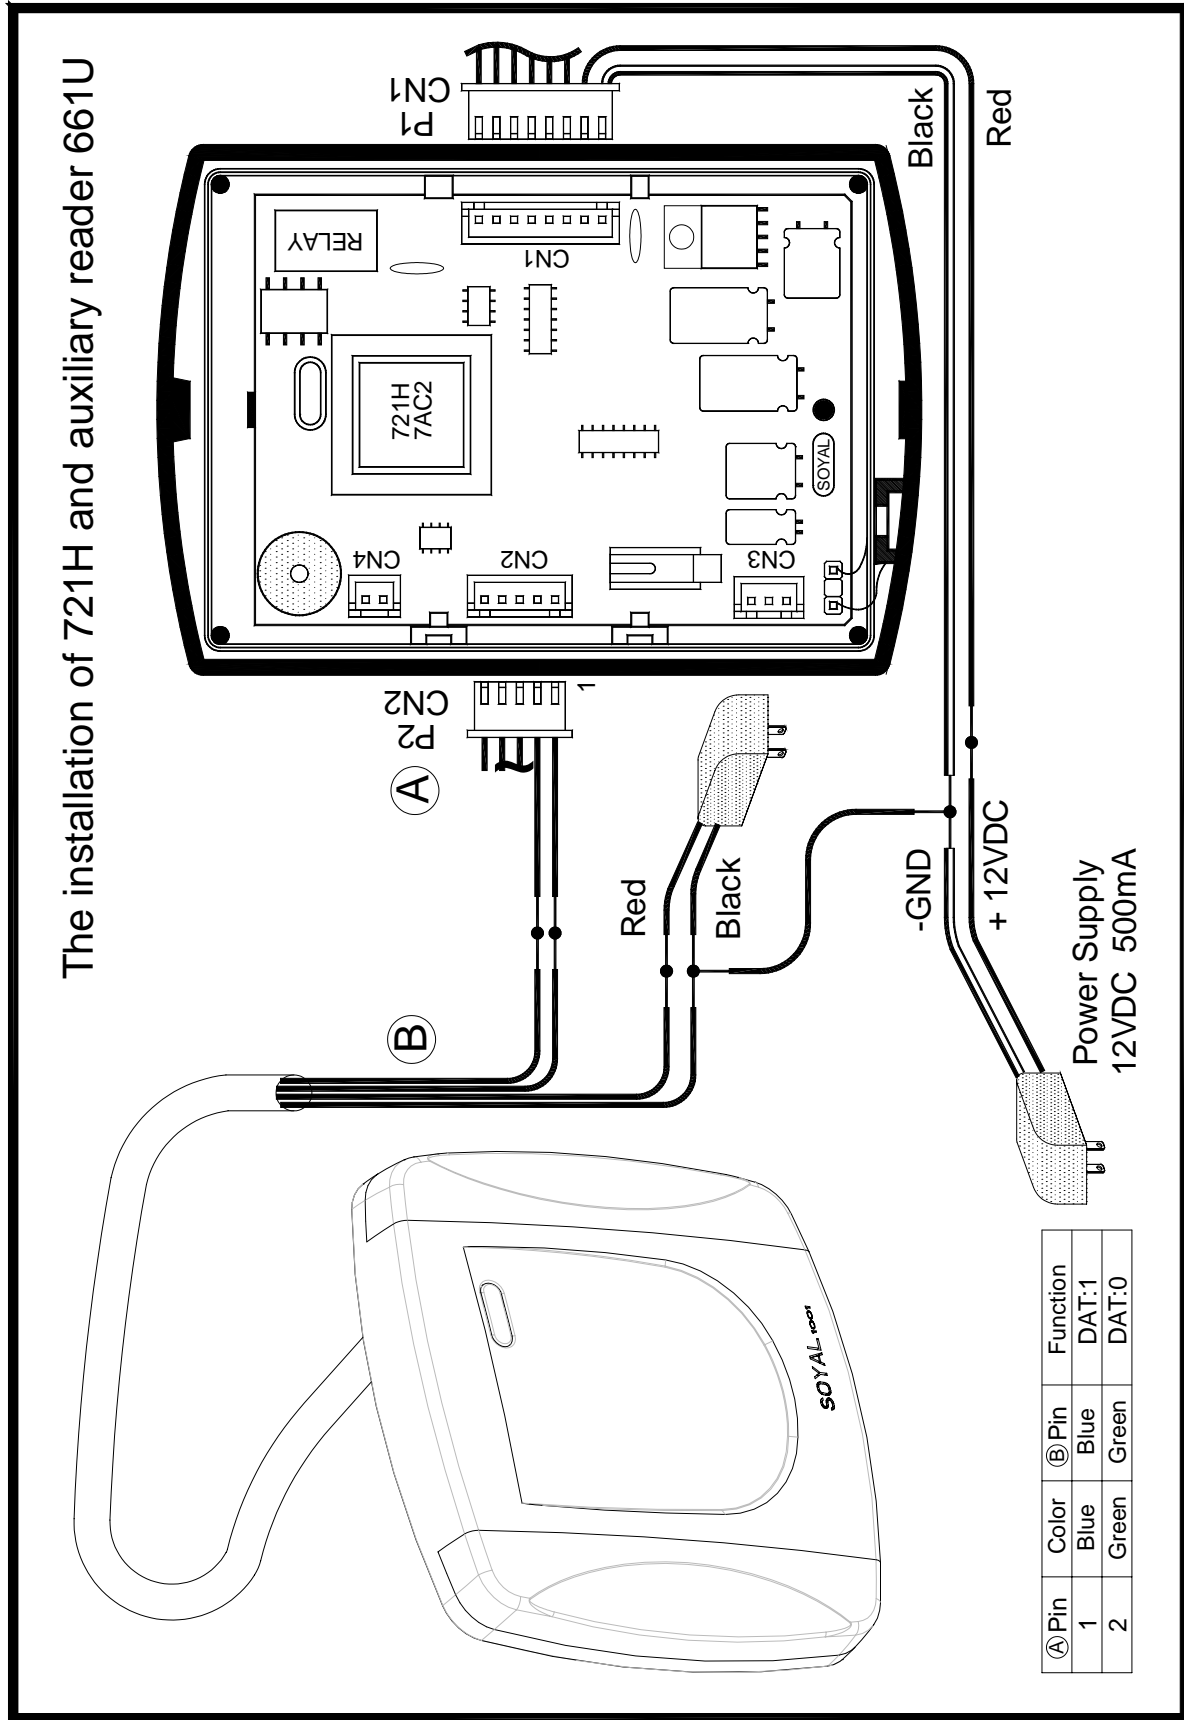 The installation of 721H and auxiliary reader 661U
P1
CN1
Black
Red
RELAY
CN1
721H
7AC2
SOYAL
CN4
CN2
CN3
P2
CN2
1
A
B
Red
Black
-GND
+ 12VDC
Power Supply
12VDC 500mA
SOYAL 1001
A Pin Color B Pin Function
1 Blue Blue DAT:1
2 Green Green DAT:0